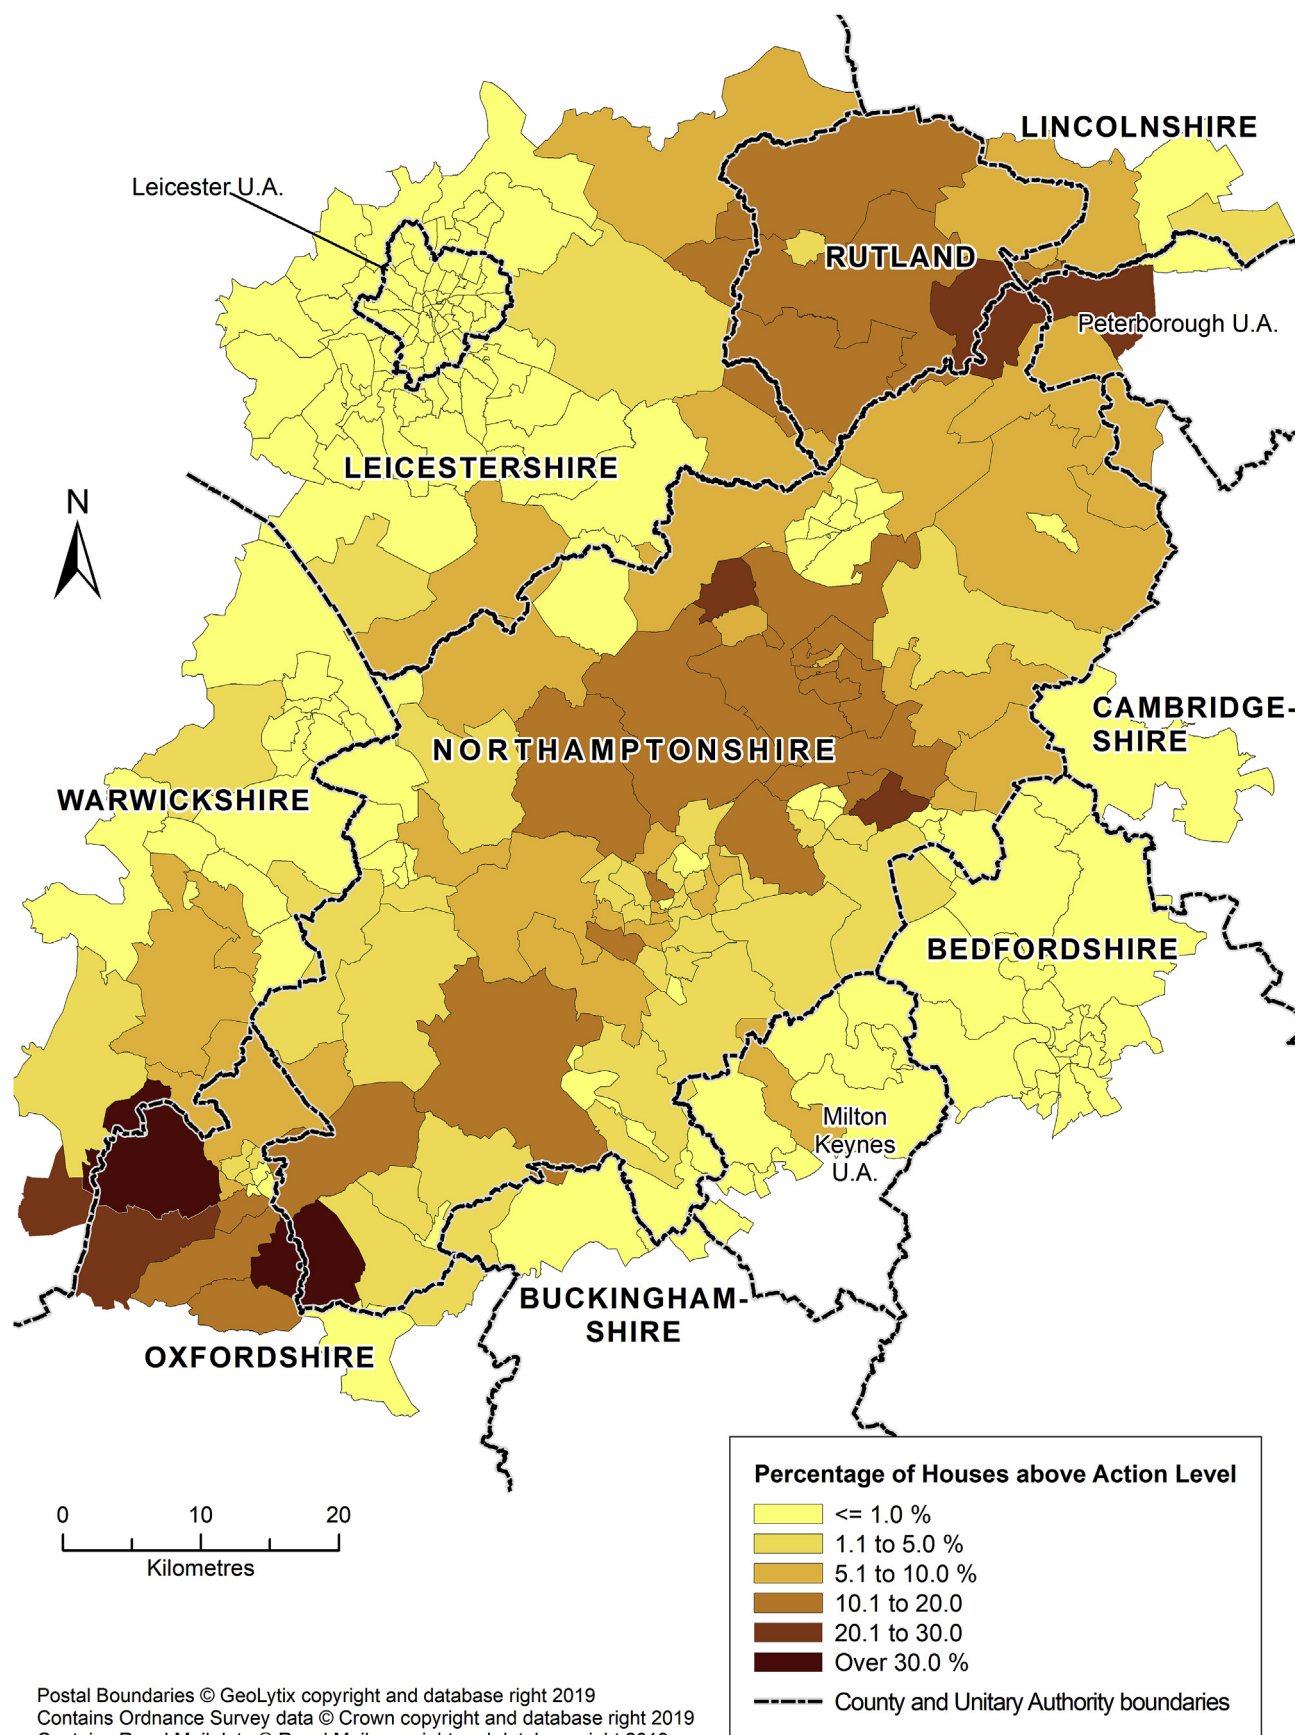 LINCOLNSHIRE
Leicester U.A.
RUTLAND
Peterborough U.A.
LEICESTERSHIRE
N
CAMBRIDGE-
SHIRE
NORTHAMPTONSHIRE
WARWICKSHIRE
BEDFORDSHIRE
Milton
Keynes
U.A.
BUCKINGHAM-
SHIRE
OXFORDSHIRE
0 10 20
Kilometres
Percentage of Houses above Action Level
<= 1.0 %
1.1 to 5.0 %
5.1 to 10.0 %
10.1 to 20.0
20.1 to 30.0
Over 30.0 %
County and Unitary Authority boundaries
Postal Boundaries © GeoLytix copyright and database right 2019
Contains Ordnance Survey data © Crown copyright and database right 2019